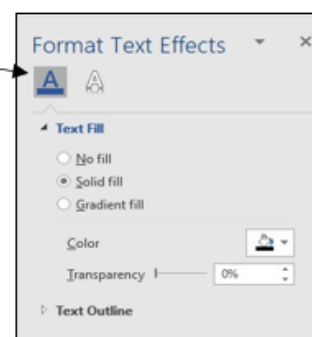 Format Text Effects
A A
Text Fill
No fill
Solid fill
Gradient fill
Color
Transparency 0%
Text Outline